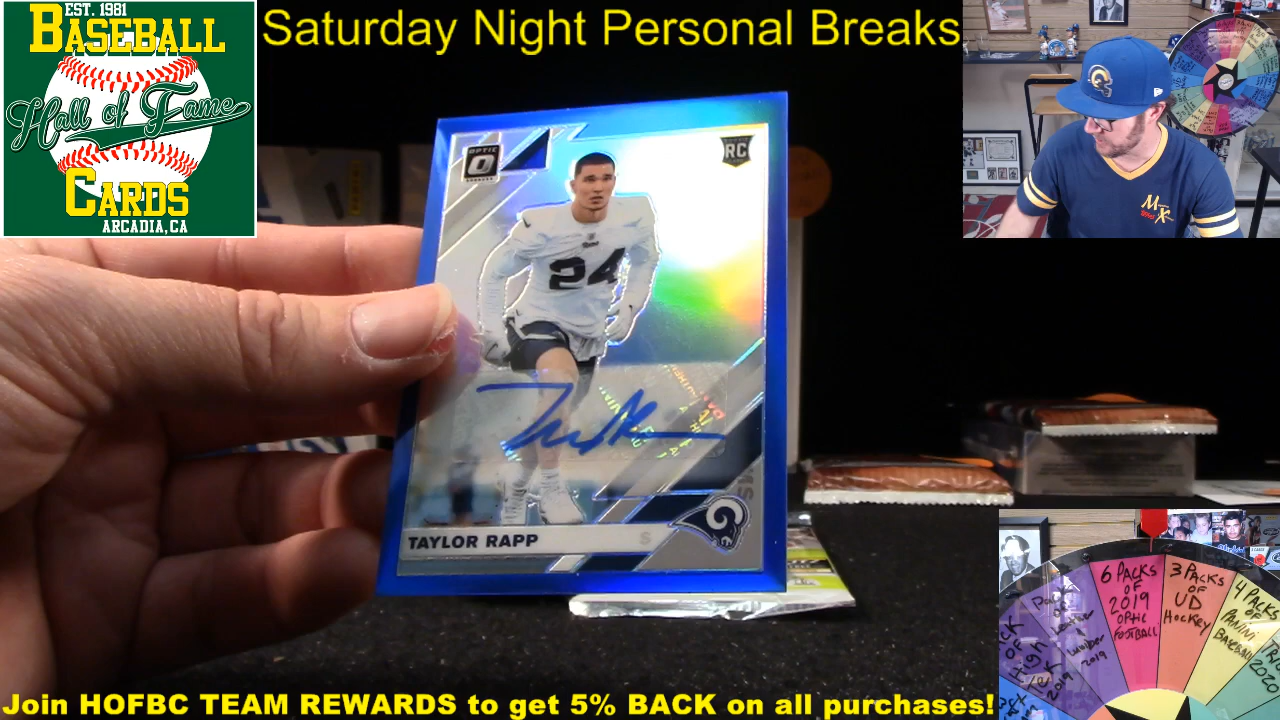 EST. 1981
BASEBALL
Hall of Fame
CARDS
ARCADIA, CA
Saturday Night Personal Breaks
OPTIC
RC
24
TAYLOR RAPP
S
6 PACKS
OF
2019
OPTIC
FOOTBALL
3 PACKS
OF
UD
HOCKEY
4 PACKS
OF
PANINI
BASEBALL
2020
Join HOFBC TEAM REWARDS to get 5% BACK on all purchases!